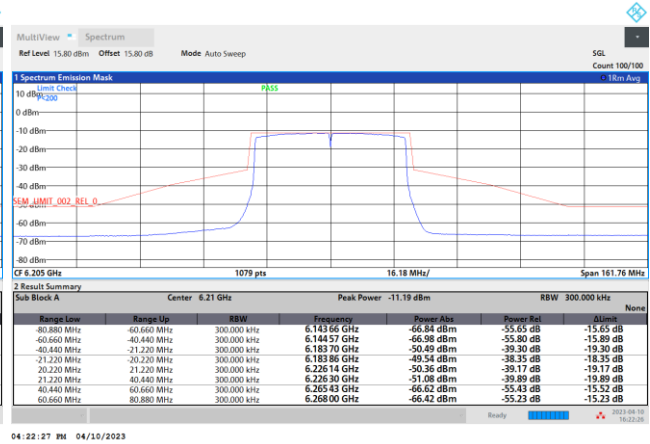 MultiView Spectrum
Ref Level 15.80 dBm Offset 15.80 dB Mode Auto Sweep SGL
Count 100/100
1 Spectrum Emission Mask 1Rm Avg
Limit Check PASS
10 dBm
P<200
0 dBm
-10 dBm
-20 dBm
-30 dBm
-40 dBm
SEM_LIMIT_002_REL_0
-50 dBm
-60 dBm
-70 dBm
-80 dBm
CF 6.205 GHz 1079 pts 16.18 MHz/ Span 161.76 MHz
2 Result Summary
Sub Block A Center 6.21 GHz Peak Power -11.19 dBm RBW 300.000 kHz
None
Range Low Range Up RBW Frequency Power Abs Power Rel ΔLimit
-80.880 MHz -60.660 MHz 300.000 kHz 6.143 66 GHz -66.84 dBm -55.65 dB -15.65 dB
-60.660 MHz -40.440 MHz 300.000 kHz 6.144 57 GHz -66.98 dBm -55.80 dB -15.89 dB
-40.440 MHz -21.220 MHz 300.000 kHz 6.183 70 GHz -50.49 dBm -39.30 dB -19.30 dB
-21.220 MHz -20.220 MHz 300.000 kHz 6.183 86 GHz -49.54 dBm -38.35 dB -18.35 dB
20.220 MHz 21.220 MHz 300.000 kHz 6.226 14 GHz -50.36 dBm -39.17 dB -19.17 dB
21.220 MHz 40.440 MHz 300.000 kHz 6.226 30 GHz -51.08 dBm -39.89 dB -19.89 dB
40.440 MHz 60.660 MHz 300.000 kHz 6.265 43 GHz -66.62 dBm -55.43 dB -15.52 dB
60.660 MHz 80.880 MHz 300.000 kHz 6.268 00 GHz -66.42 dBm -55.23 dB -15.23 dB
Ready 2023-04-10
16:22:26
04:22:27 PM 04/10/2023